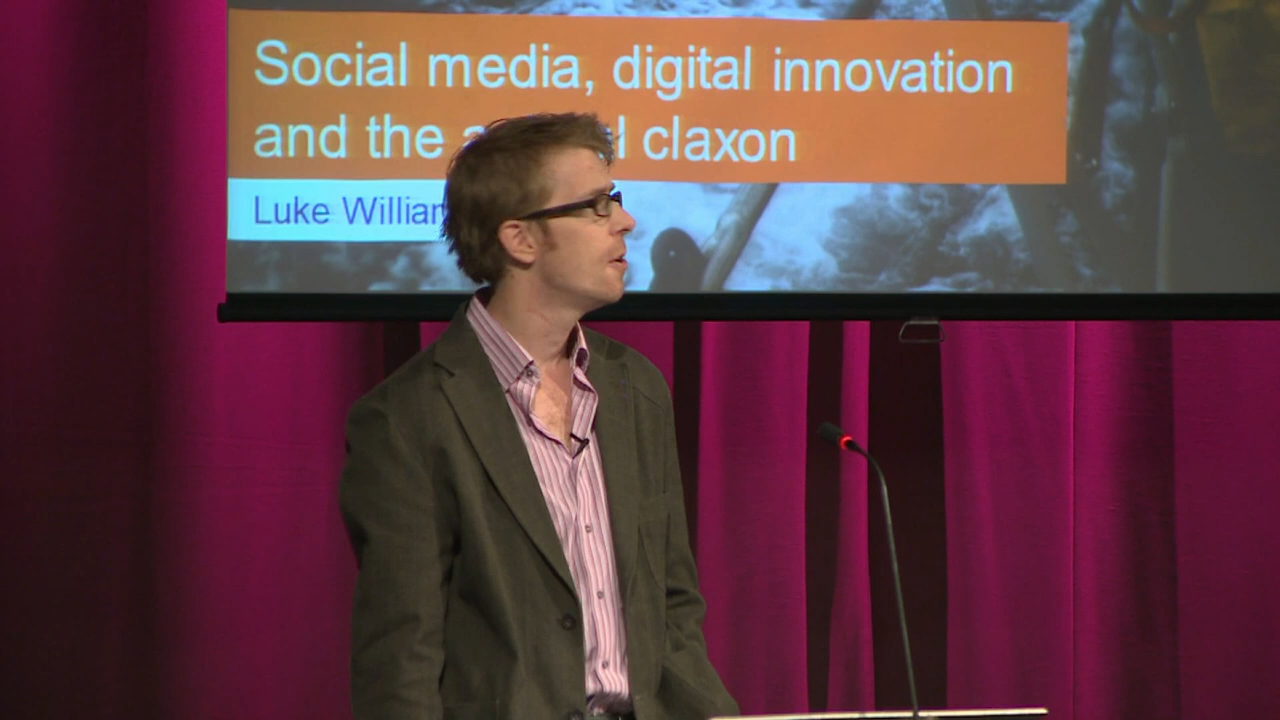 Social media, digital innovation
and the claxon
Luke